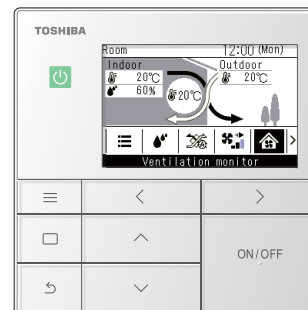 TOSHIBA
Room 12:00 (Mon)
Indoor Outdoor
20℃ 20℃ 20℃
60%
Ventilation monitor
ON/OFF